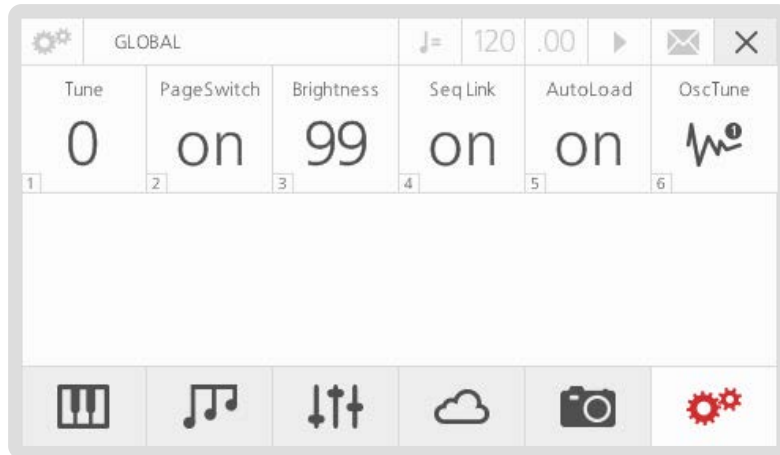 GLOBAL = 120 .00
Tune PageSwitch Brightness Seq Link AutoLoad OscTune
0 on 99 on on 1
1 2 3 4 5 6